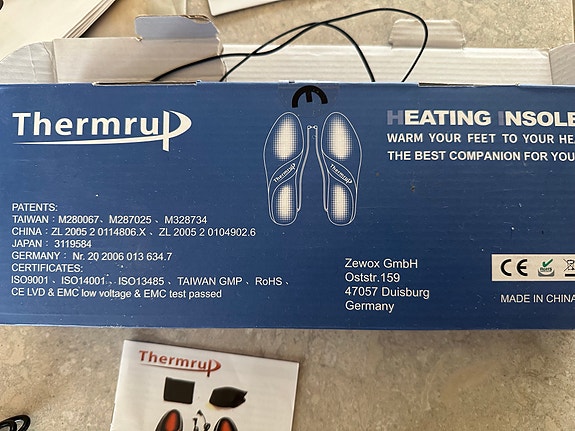 Thermrup
HEATING INSOLE
WARM YOUR FEET TO YOUR HEA
THE BEST COMPANION FOR YOU
Thermrup
Thermrup
PATENTS:
TAIWAN：M280067、M287025、M328734
CHINA：ZL 2005 2 0114806.X、ZL 2005 2 0104902.6
JAPAN：3119584
GERMANY：Nr. 20 2006 013 634.7
CERTIFICATES:
ISO9001、ISO14001、ISO13485、TAIWAN GMP、RoHS、
CE LVD & EMC low voltage & EMC test passed
Zewox GmbH
Oststr.159
47057 Duisburg
Germany
CE
MADE IN CHINA
Thermrup